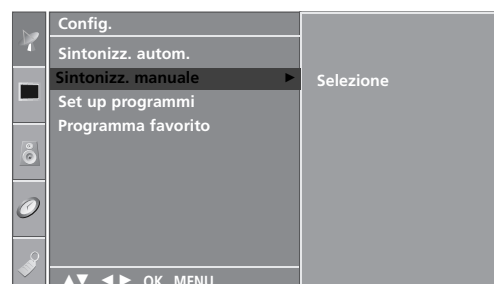 Config.
Sintonizz. autom.
Sintonizz. manuale ►
Selezione
Set up programmi
Programma favorito
▲▼ ◄► OK MENU